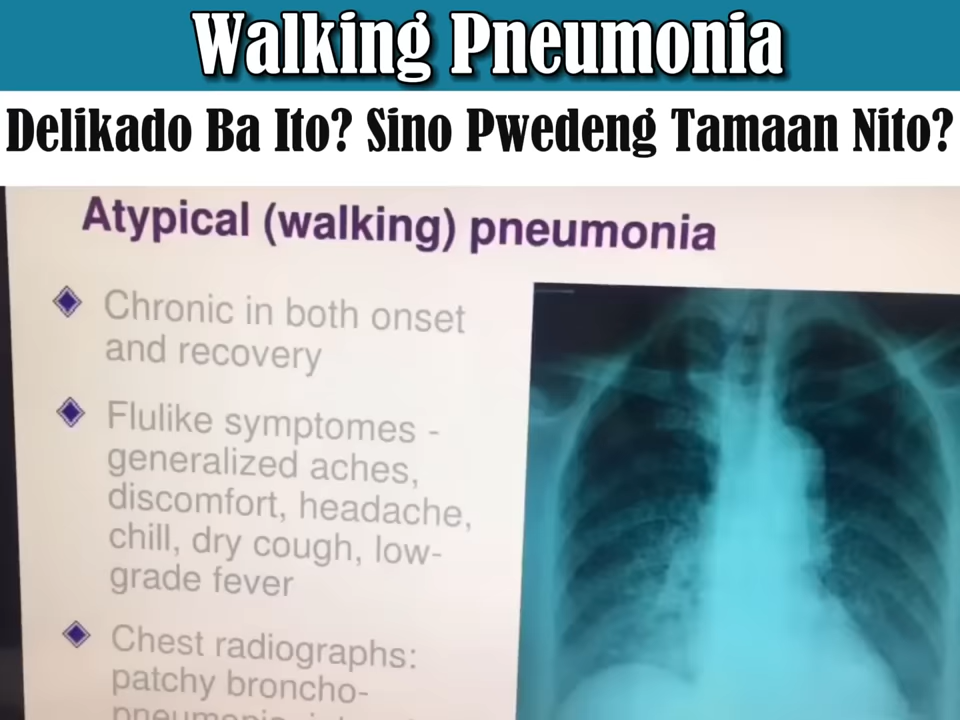 Walking Pneumonia
Delikado Ba Ito? Sino Pwedeng Tamaan Nito?
Atypical (walking) pneumonia
Chronic in both onset
and recovery
Flulike symptomes -
generalized aches,
discomfort, headache,
chill, dry cough, low-
grade fever
Chest radiographs:
patchy broncho-